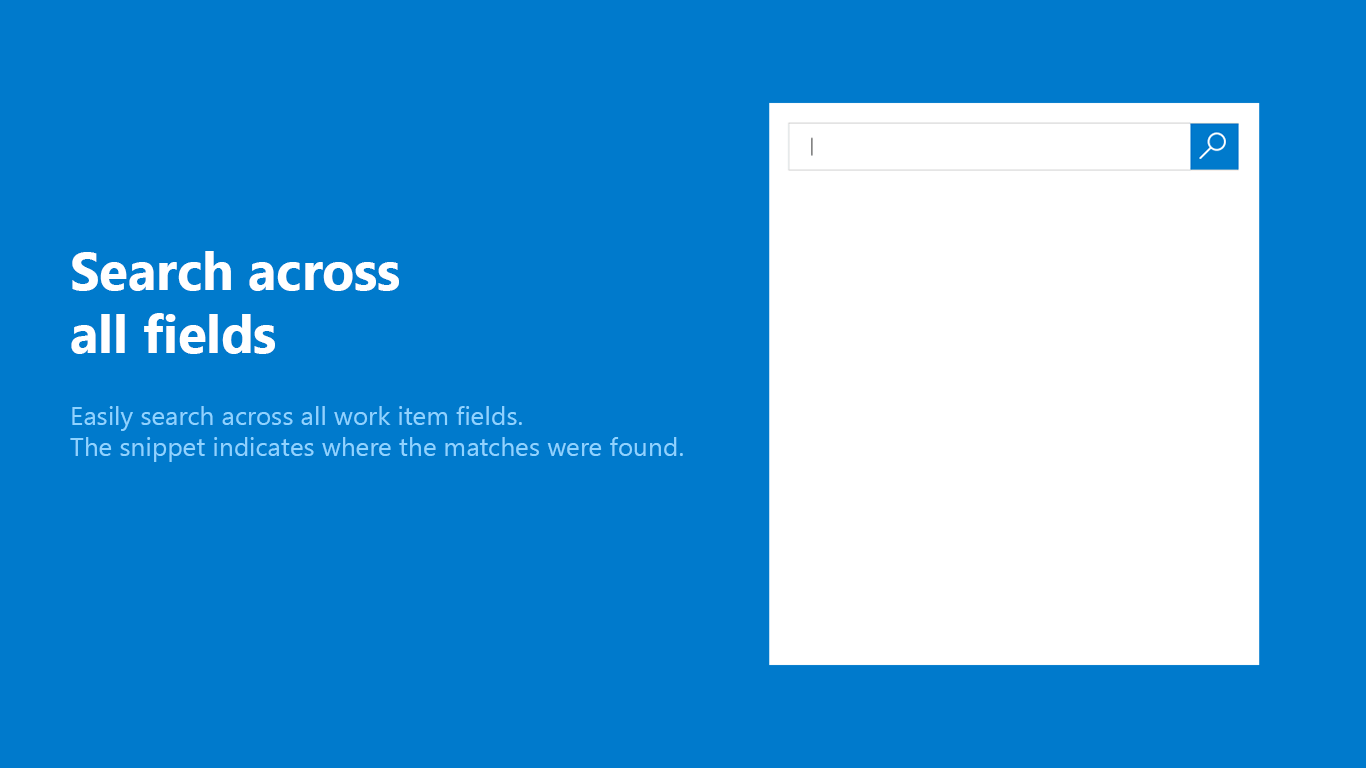 Search across
all fields
Easily search across all work item fields.
The snippet indicates where the matches were found.